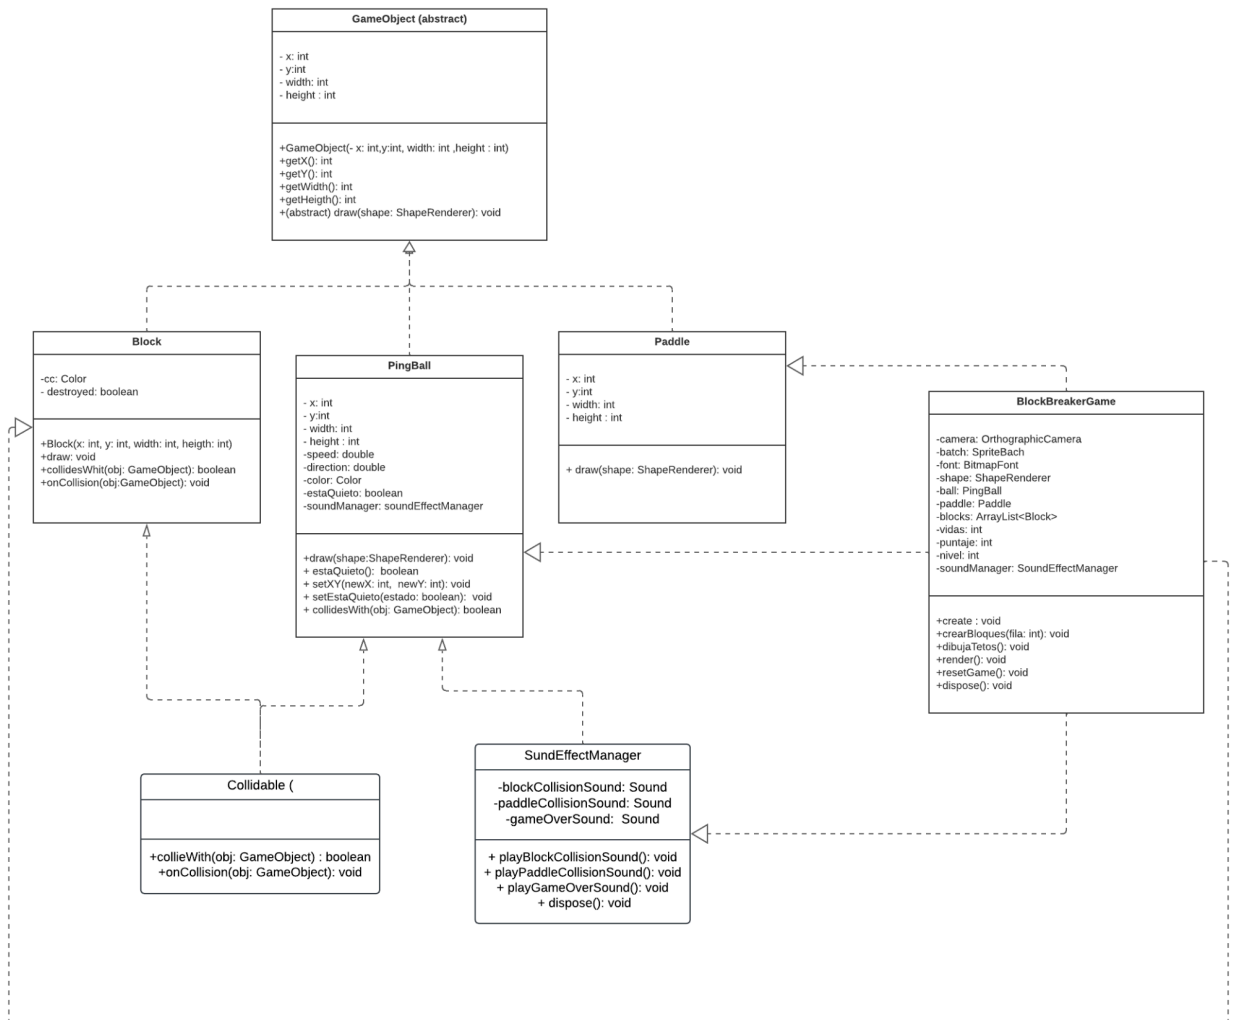 GameObject (abstract)
- x: int
- y:int
- width: int
- height : int
+GameObject(- x: int,y:int, width: int ,height : int)
+getX(): int
+getY(): int
+getWidth(): int
+getHeigth(): int
+(abstract) draw(shape: ShapeRenderer): void
Block
-cc: Color
- destroyed: boolean
+Block(x: int, y: int, width: int, heigth: int)
+draw: void
+collidesWhit(obj: GameObject): boolean
+onCollision(obj:GameObject): void
PingBall
- x: int
- y:int
- width: int
- height : int
-speed: double
-direction: double
-color: Color
-estaQuieto: boolean
-soundManager: soundEffectManager
+draw(shape:ShapeRenderer): void
+ estaQuieto(): boolean
+ setXY(newX: int, newY: int): void
+ setEstaQuieto(estado: boolean): void
+ collidesWith(obj: GameObject): boolean
Paddle
- x: int
- y:int
- width: int
- height : int
+ draw(shape: ShapeRenderer): void
BlockBreakerGame
-camera: OrthographicCamera
-batch: SpriteBach
-font: BitmapFont
-shape: ShapeRenderer
-ball: PingBall
-paddle: Paddle
-blocks: ArrayList<Block>
-vidas: int
-puntaje: int
-nivel: int
-soundManager: SoundEffectManager
+create : void
+crearBloques(fila: int): void
+dibujaTetos(): void
+render(): void
+resetGame(): void
+dispose(): void
Collidable (
+collieWith(obj: GameObject) : boolean
+onCollision(obj: GameObject): void
SundEffectManager
-blockCollisionSound: Sound
-paddleCollisionSound: Sound
-gameOverSound: Sound
+ playBlockCollisionSound(): void
+ playPaddleCollisionSound(): void
+ playGameOverSound(): void
+ dispose(): void